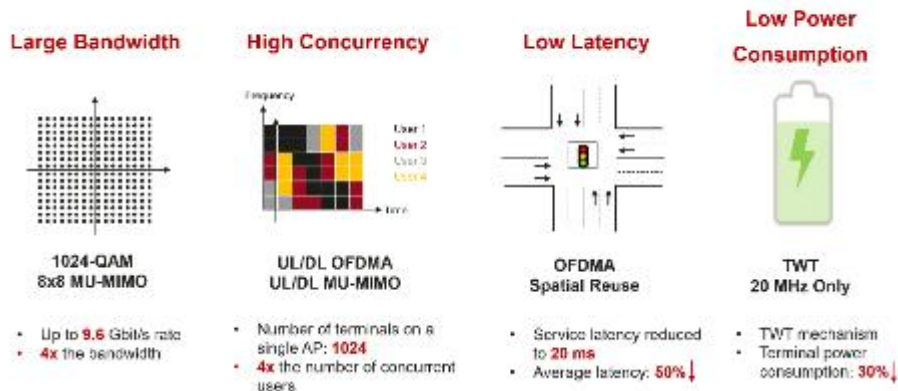 Large Bandwidth
1024-QAM
8x8 MU-MIMO
• Up to 9.6 Gbit/s rate
• 4x the bandwidth
High Concurrency
Frequency
User 1
User 2
User 3
User 4
Time
UL/DL OFDMA
UL/DL MU-MIMO
• Number of terminals on a
single AP: 1024
• 4x the number of concurrent
users
Low Latency
OFDMA
Spatial Reuse
• Service latency reduced
to 20 ms
• Average latency: 50%↓
Low Power
Consumption
TWT
20 MHz Only
• TWT mechanism
• Terminal power
consumption: 30%↓